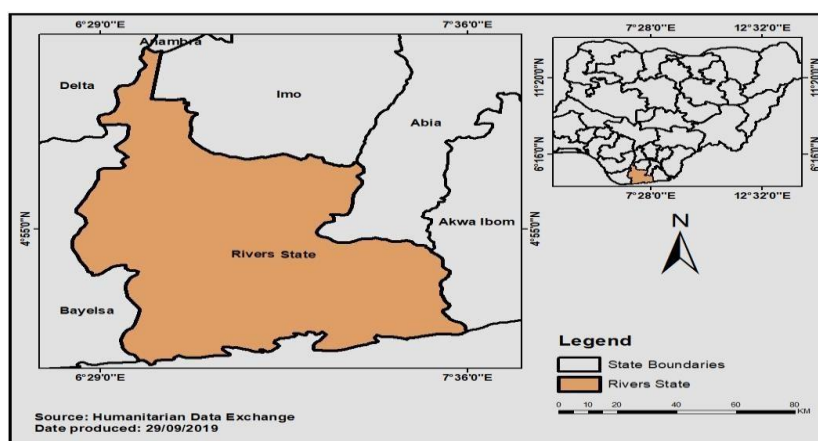 6°29'0"E
7°36'0"E
Anambra
Delta
Imo
Abia
Akwa Ibom
Rivers State
Bayelsa
4°55'0"N
4°55'0"N
6°29'0"E
7°36'0"E
7°28'0"E
12°32'0"E
11°20'0"N
11°20'0"N
6°16'0"N
6°16'0"N
7°28'0"E
12°32'0"E
N
Legend
State Boundaries
Rivers State
0 5 10 20 40 60 80
KM
Source: Humanitarian Data Exchange
Date produced: 29/09/2019